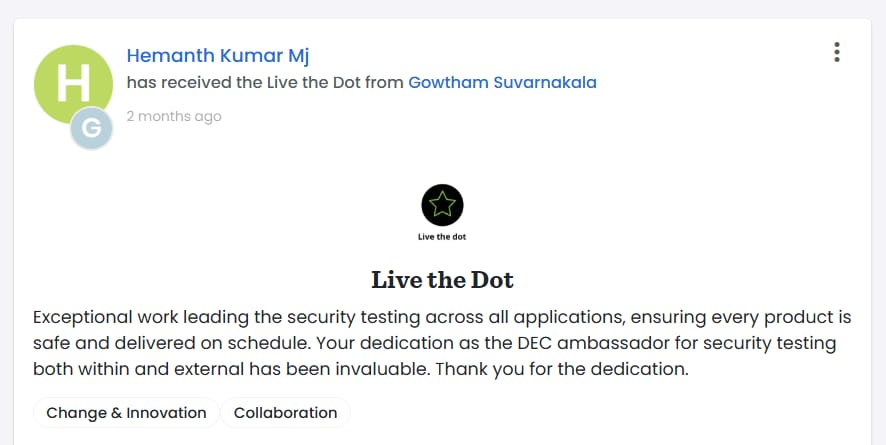 H
G
Hemanth Kumar Mj
has received the Live the Dot from Gowtham Suvarnakala
2 months ago
Live the dot
Live the Dot
Exceptional work leading the security testing across all applications, ensuring every product is
safe and delivered on schedule. Your dedication as the DEC ambassador for security testing
both within and external has been invaluable. Thank you for the dedication.
Change & Innovation
Collaboration